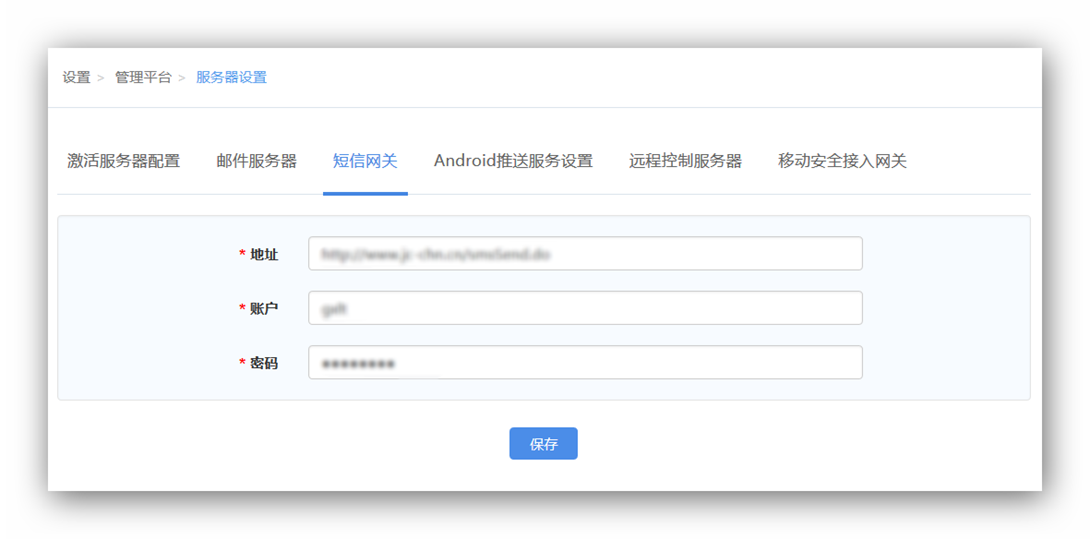 设置 > 管理平台 > 服务器设置
激活服务器配置 邮件服务器 短信网关 Android推送服务设置 远程控制服务器 移动安全接入网关
* 地址
* 账户
* 密码
保存